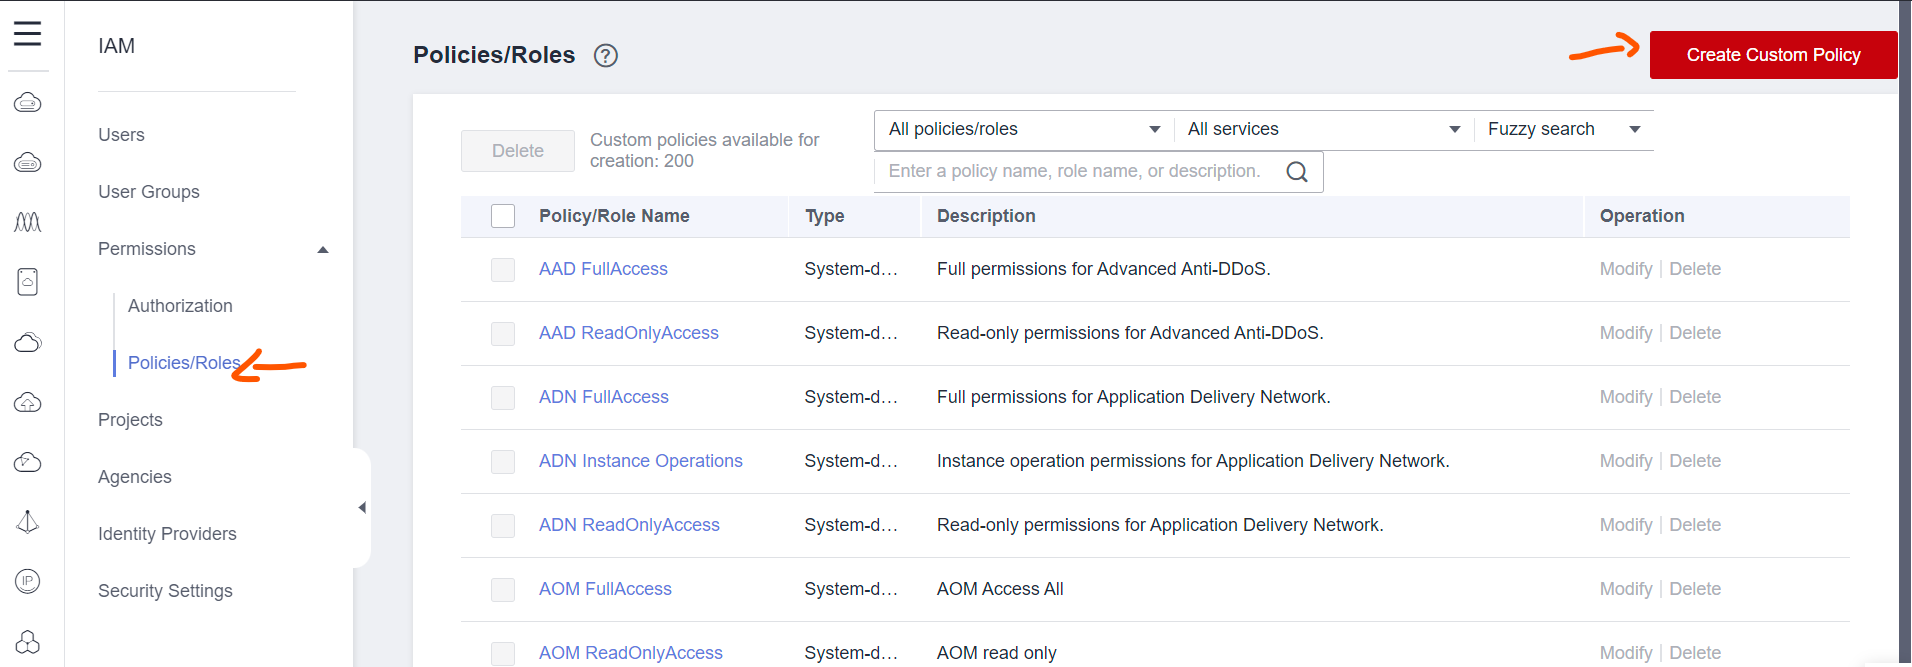 IAM
Users
User Groups
Permissions
Authorization
Policies/Roles
Projects
Agencies
Identity Providers
Security Settings
IP
Policies/Roles ?
Create Custom Policy
Delete
Custom policies available for
creation: 200
All policies/roles All services Fuzzy search
Enter a policy name, role name, or description.
Policy/Role Name Type Description Operation
AAD FullAccess System-d... Full permissions for Advanced Anti-DDoS. Modify | Delete
AAD ReadOnlyAccess System-d... Read-only permissions for Advanced Anti-DDoS. Modify | Delete
ADN FullAccess System-d... Full permissions for Application Delivery Network. Modify | Delete
ADN Instance Operations System-d... Instance operation permissions for Application Delivery Network. Modify | Delete
ADN ReadOnlyAccess System-d... Read-only permissions for Application Delivery Network. Modify | Delete
AOM FullAccess System-d... AOM Access All Modify | Delete
AOM ReadOnlyAccess System-d... AOM read only Modify | Delete